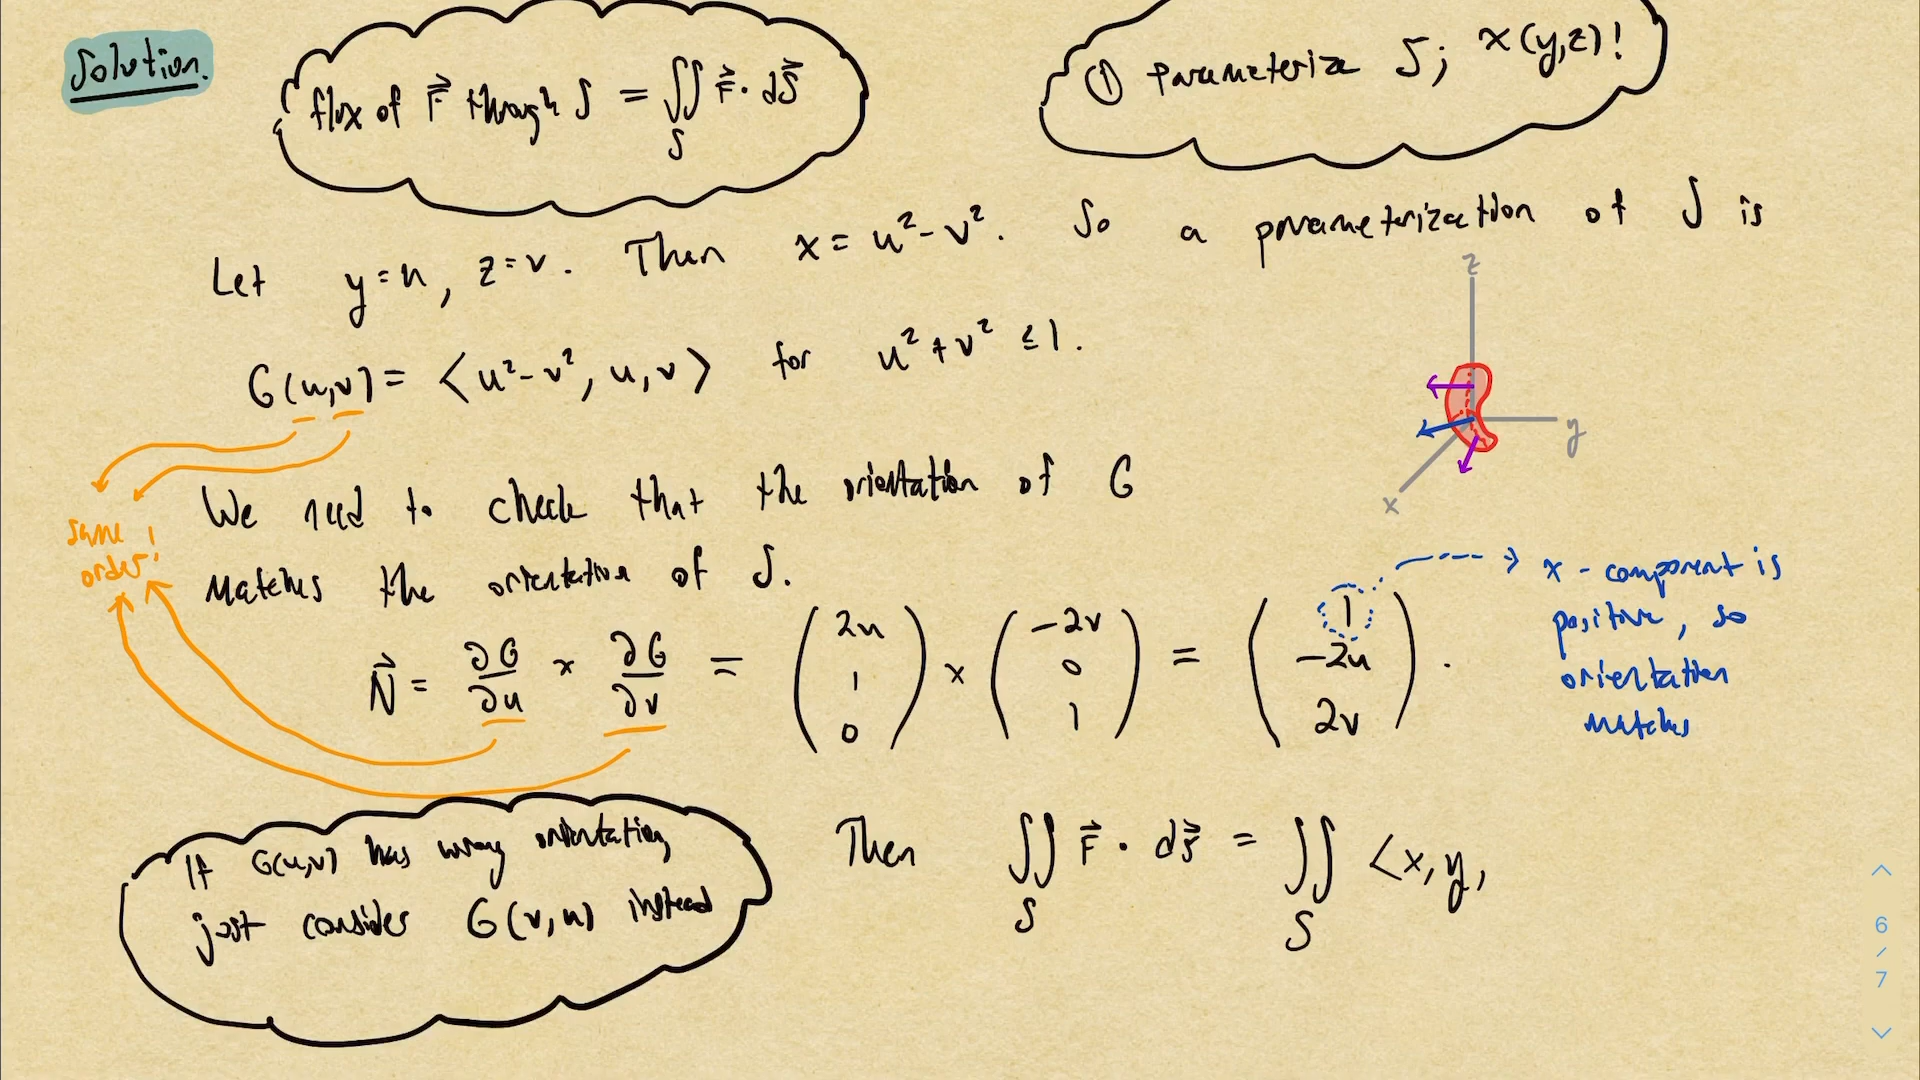 Solution.
flux of F⃗ through S = ∬_S F⃗ · dS⃗
① parameterize S; x(y,z)!
Let y=u, z=v. Then x = u² - v². So a parameterization of S is
G(u,v) = <u²-v², u, v> for u² + v² ≤ 1.
z
y
x
We need to check that the orientation of G
matches the orientation of S.
same order!
N⃗ = ∂G/∂u × ∂G/∂v = (2u, 1, 0) × (-2v, 0, 1) = (1, -2u, 2v).
x-component is
positive, so
orientation
matches
If G(u,v) has wrong orientation,
just consider G(v,u) instead
Then ∬_S F⃗ · dS⃗ = ∬_S <x, y,
6
/
7